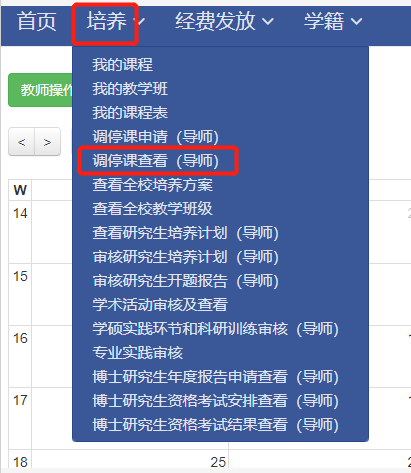 首页 培养 经费发放 学籍
我的课程
教师操作
我的教学班
我的课程表
< > 调停课申请（导师）
调停课查看（导师）
W 查看全校培养方案
14 查看全校教学班级
查看研究生培养计划（导师）
审核研究生培养计划（导师）
15 审核研究生开题报告（导师）
学术活动审核及查看
16 学硕实践环节和科研训练审核（导师）
专业实践审核
博士研究生年度报告申请查看（导师）
17 博士研究生资格考试安排查看（导师）
博士研究生资格考试结果查看（导师）
18 25